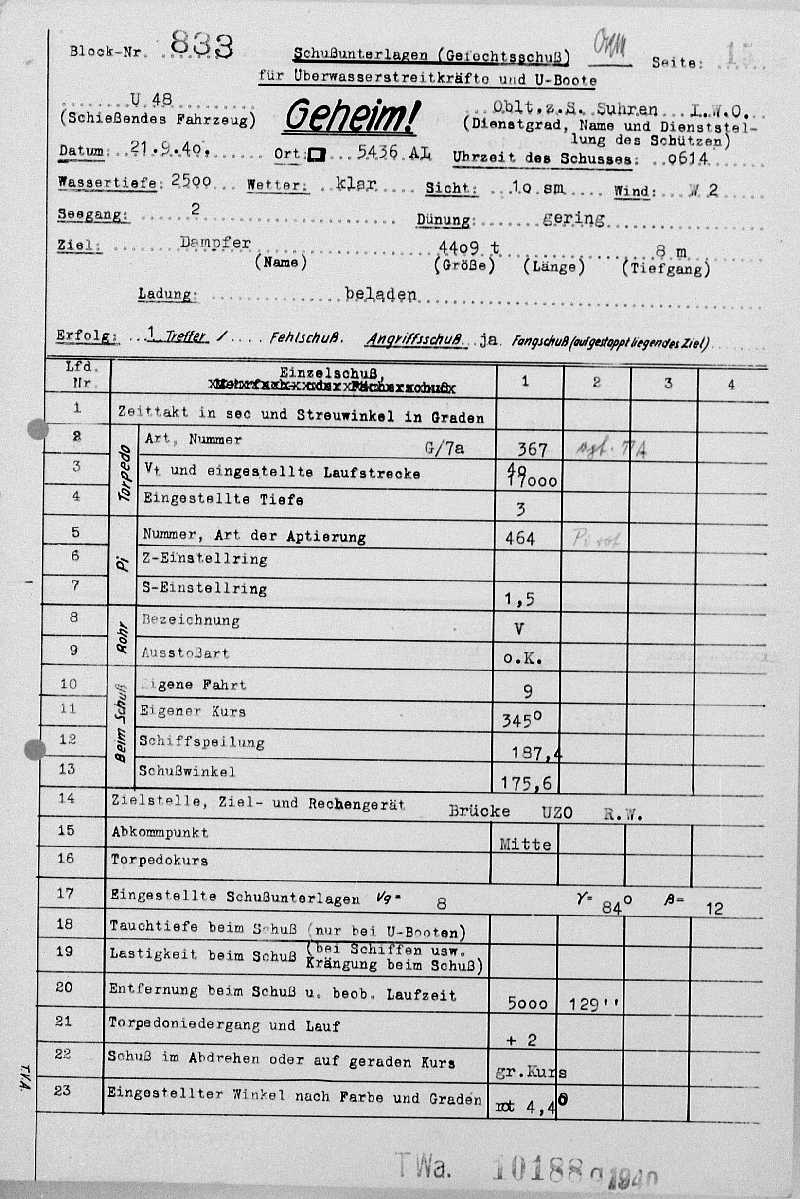 Block-Nr. 833
Schußunterlagen (Gefechtsschuß)
Seite: 15
für Überwasserstreitkräfte und U-Boote
U 48
(Schießendes Fahrzeug)
Geheim!
Oblt.z.S. Suhren I.W.O.
(Dienstgrad, Name und Dienststel-
lung des Schützen)
Datum: 21.9.40. Ort: 5436 AL Uhrzeit des Schusses: 0614
Wassertiefe: 2500 Wetter: klar Sicht: 10 sm Wind: W 2
Seegang: 2 Dünung: gering
Ziel: Dampfer 4409 t 8 m
(Name) (Größe) (Länge) (Tiefgang)
Ladung: beladen
Erfolg: 1 Treffer / Fehlschuß. Angriffsschuß ja Fangschuß (auf gestoppt liegendes Ziel)
Lfd. Nr. Einzelschuß, 1 2 3 4
1 Zeittakt in sec und Streuwinkel in Graden
Torpedo
2 Art, Nummer G/7a 367
3 Vt und eingestellte Laufstrecke 40 17000
4 Eingestellte Tiefe 3
Pi
5 Nummer, Art der Aptierung 464
6 Z-Einstellring
7 S-Einstellring 1,5
Rohr
8 Bezeichnung V
9 Ausstoßart o.K.
Beim Schuß
10 Eigene Fahrt 9
11 Eigener Kurs 345°
12 Schiffspeilung 187,4
13 Schußwinkel 175,6
14 Zielstelle, Ziel- und Rechengerät Brücke UZO R.W.
15 Abkommpunkt Mitte
16 Torpedokurs
17 Eingestellte Schußunterlagen Vg= 8 γ= 84° β= 12
18 Tauchtiefe beim Schuß (nur bei U-Booten)
19 Lastigkeit beim Schuß (bei Schiffen usw.
Krängung beim Schuß)
20 Entfernung beim Schuß u. beob. Laufzeit 5000 129''
21 Torpedoniedergang und Lauf + 2
22 Schuß im Abdrehen oder auf geraden Kurs gr.Kurs
23 Eingestellter Winkel nach Farbe und Graden rot 4,4°
TVA.
TWa. 10188 g 1940